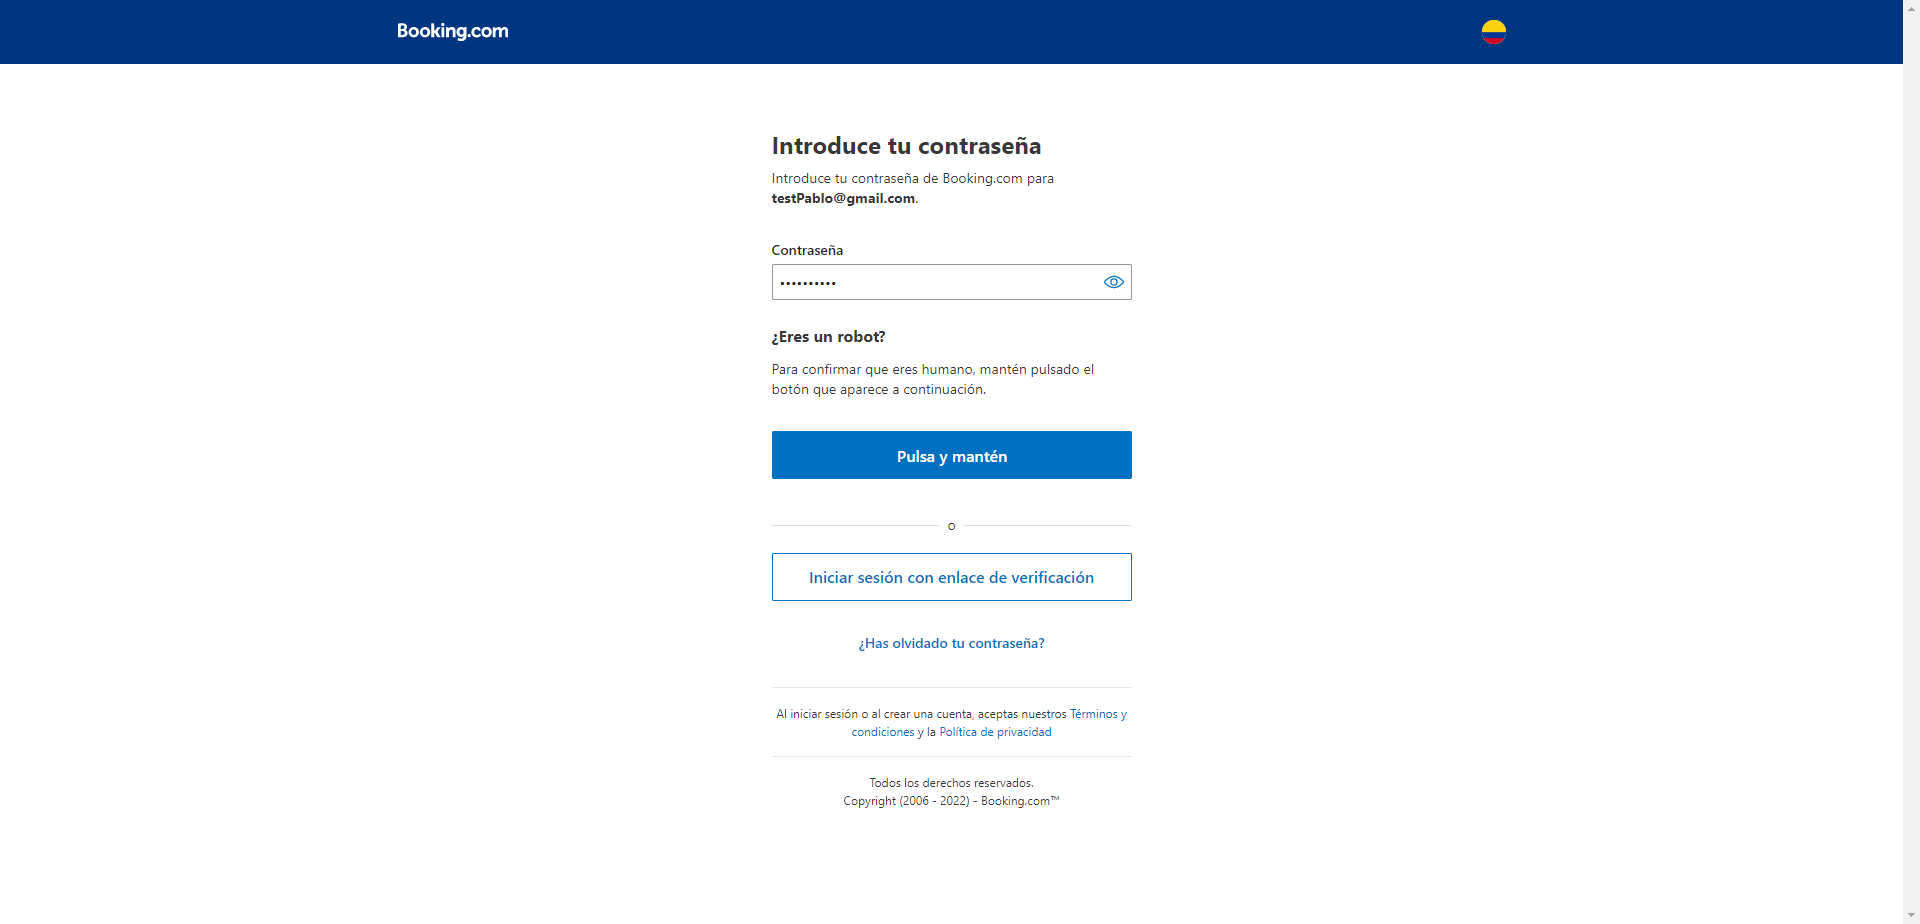 Booking.com
Introduce tu contraseña
Introduce tu contraseña de Booking.com para
testPablo@gmail.com.
Contraseña
••••••••••
¿Eres un robot?
Para confirmar que eres humano, mantén pulsado el
botón que aparece a continuación.
Pulsa y mantén
o
Iniciar sesión con enlace de verificación
¿Has olvidado tu contraseña?
Al iniciar sesión o al crear una cuenta, aceptas nuestros Términos y
condiciones y la Política de privacidad
Todos los derechos reservados.
Copyright (2006 - 2022) - Booking.com™